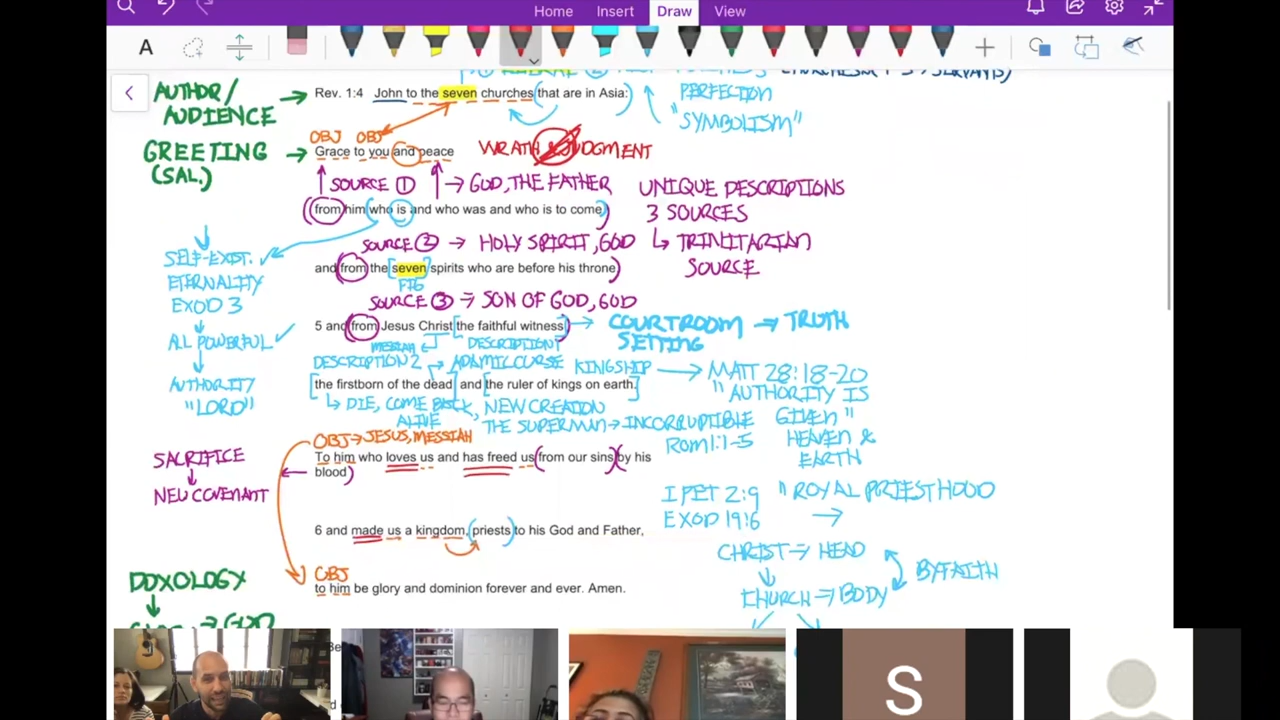 Home Insert Draw View
A
PERFECTION
"SYMBOLISM"
AUTHOR/
AUDIENCE
Rev. 1:4 John to the seven churches (that are in Asia:)
OBJ OBJ
GREETING
(SAL.)
Grace to you and peace
WRATH & JUDGMENT
SOURCE 1 → GOD, THE FATHER
UNIQUE DESCRIPTIONS
3 SOURCES
↳ TRINITARIAN
SOURCE
(from him (who is and who was and who is to come)
SOURCE 2 → HOLY SPIRIT, GOD
and from the [seven] spirits who are before his throne)
FIG
SELF-EXIST.
ETERNALITY
EXOD 3
ALL POWERFUL
AUTHORITY
"LORD"
SOURCE 3 → SON OF GOD, GOD
5 and from Jesus Christ [the faithful witness])
MESSIAH
DESCRIPTION 1
COURTROOM → TRUTH
SETTING
DESCRIPTION 2 → ADAMIC CURSE KINGSHIP → MATT 28:18-20
[the firstborn of the dead] and [the ruler of kings on earth.]
"AUTHORITY IS
GIVEN"
HEAVEN &
EARTH
↳ DIE, COME BACK, NEW CREATION
ALIVE THE SUPERMAN → INCORRUPTIBLE
ROM 1:1-5
OBJ → JESUS, MESSIAH
To him who loves us and has freed us (from our sins) (by his
blood)
SACRIFICE
↓
NEW COVENANT
I PET 2:9 "ROYAL PRIESTHOOD
EXOD 19:6 →
6 and made us a kingdom, (priests) to his God and Father,
CHRIST → HEAD
BY FAITH
CHURCH → BODY
OBJ
to him be glory and dominion forever and ever. Amen.
DOXOLOGY
S